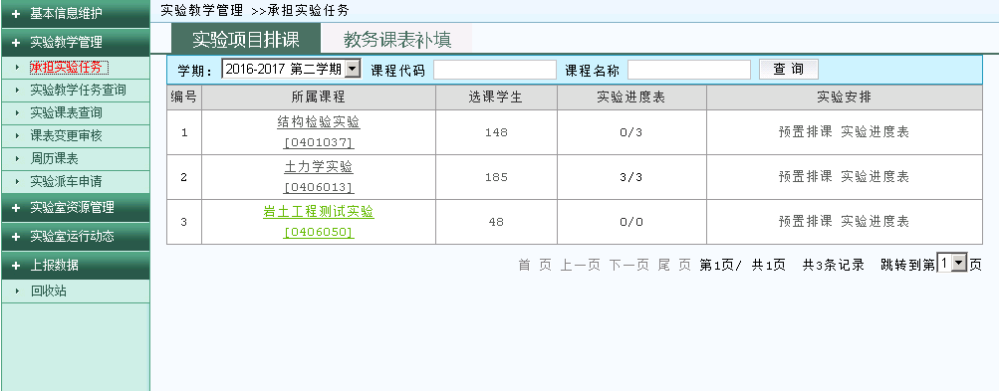 基本信息维护
实验教学管理
承担实验任务
实验教学任务查询
实验课表查询
课表变更审核
周历课表
实验派车申请
实验室资源管理
实验室运行动态
上报数据
回收站
实验教学管理 >>承担实验任务
实验项目排课 教务课表补填
学期： 2016-2017 第二学期 课程代码 课程名称 查 询
编号 所属课程 选课学生 实验进度表 实验安排
1 结构检验实验 [0401037] 148 0/3 预置排课 实验进度表
2 土力学实验 [0406013] 185 3/3 预置排课 实验进度表
3 岩土工程测试实验 [0406050] 48 0/0 预置排课 实验进度表
首 页 上一页 下一页 尾 页 第1页/ 共1页 共3条记录 跳转到第 1 页